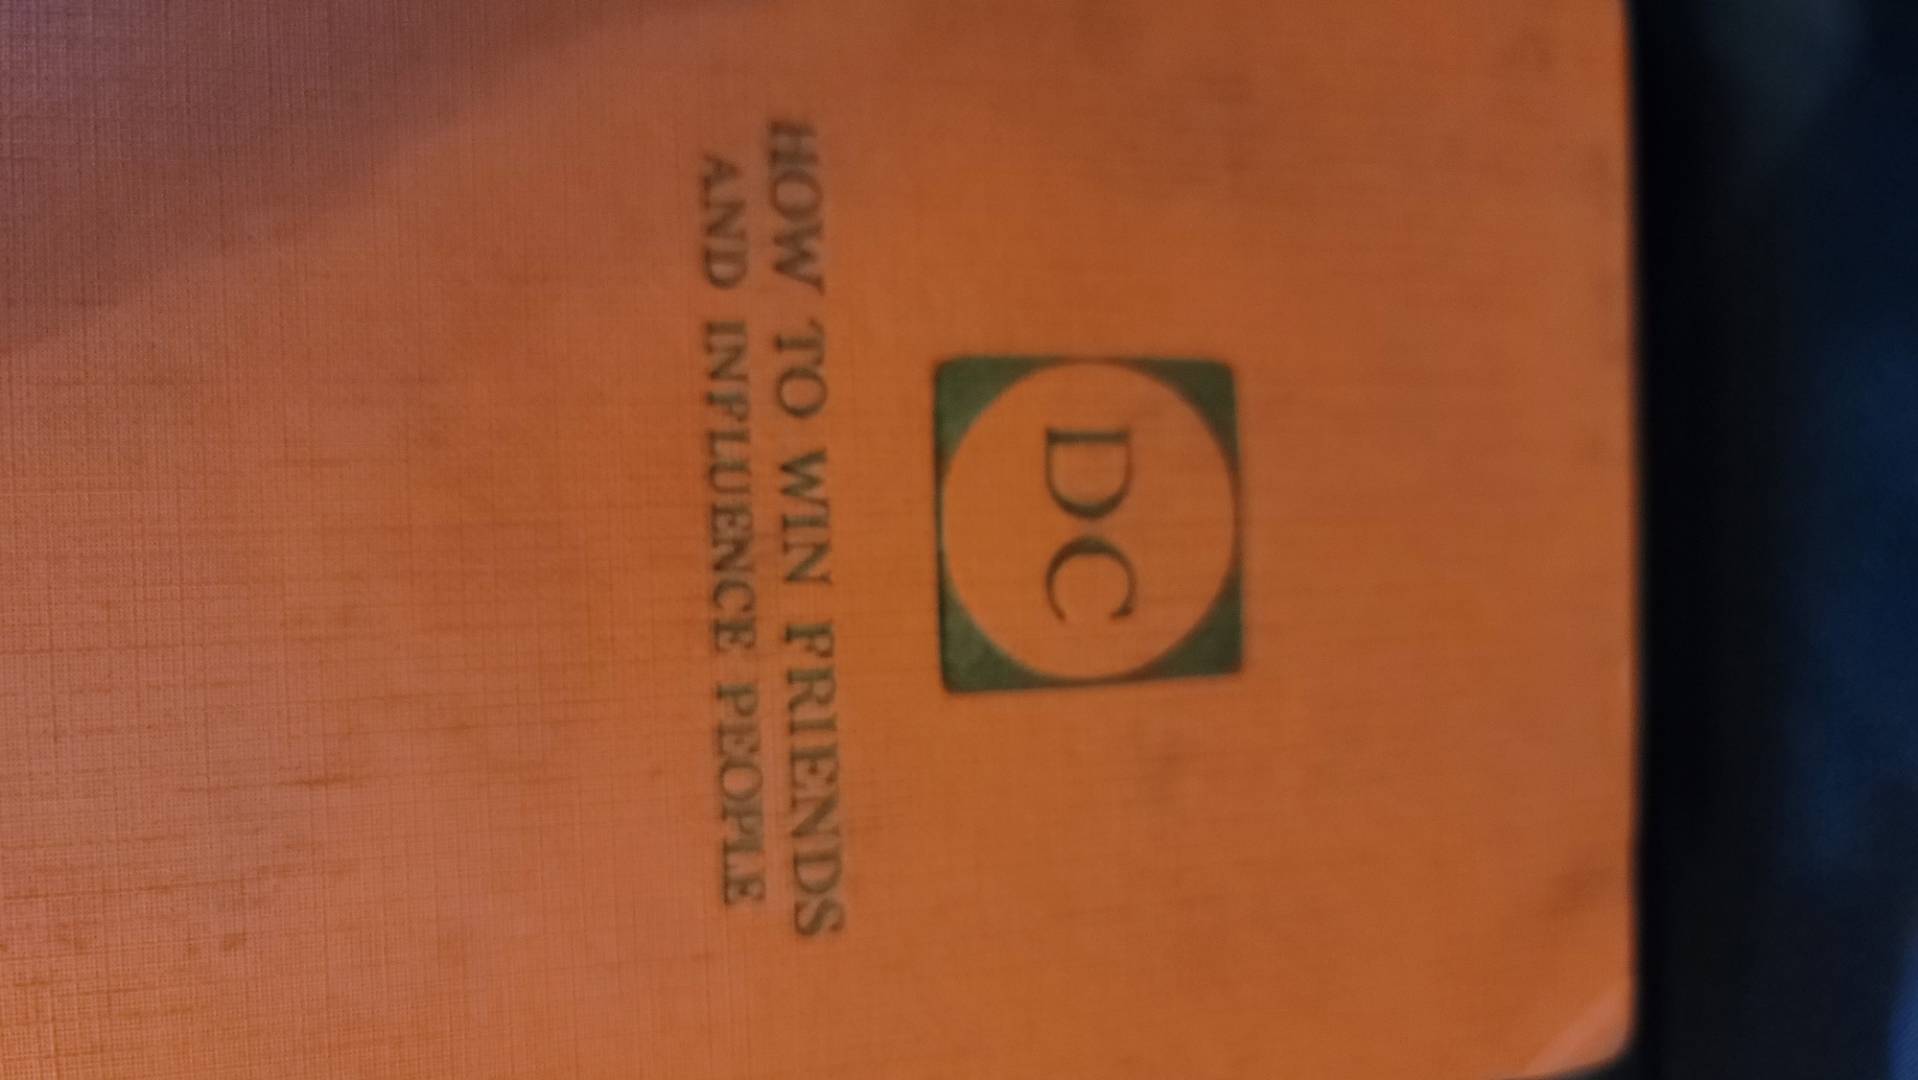 DC
HOW TO WIN FRIENDS
AND INFLUENCE PEOPLE